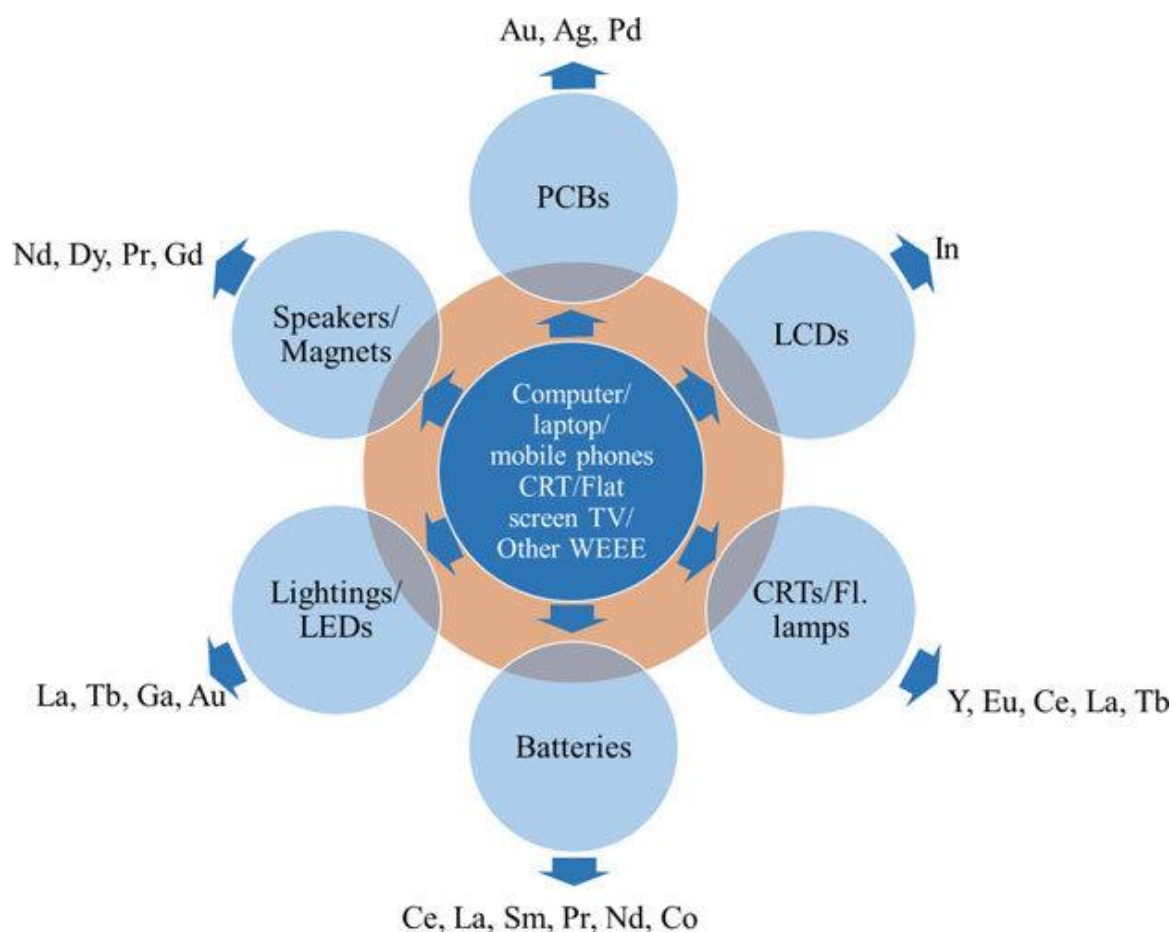 Au, Ag, Pd
PCBs
Nd, Dy, Pr, Gd
In
Speakers/
Magnets
LCDs
Computer/
laptop/
mobile phones
CRT/Flat
screen TV/
Other WEEE
Lightings/
LEDs
CRTs/Fl.
lamps
La, Tb, Ga, Au
Y, Eu, Ce, La, Tb
Batteries
Ce, La, Sm, Pr, Nd, Co